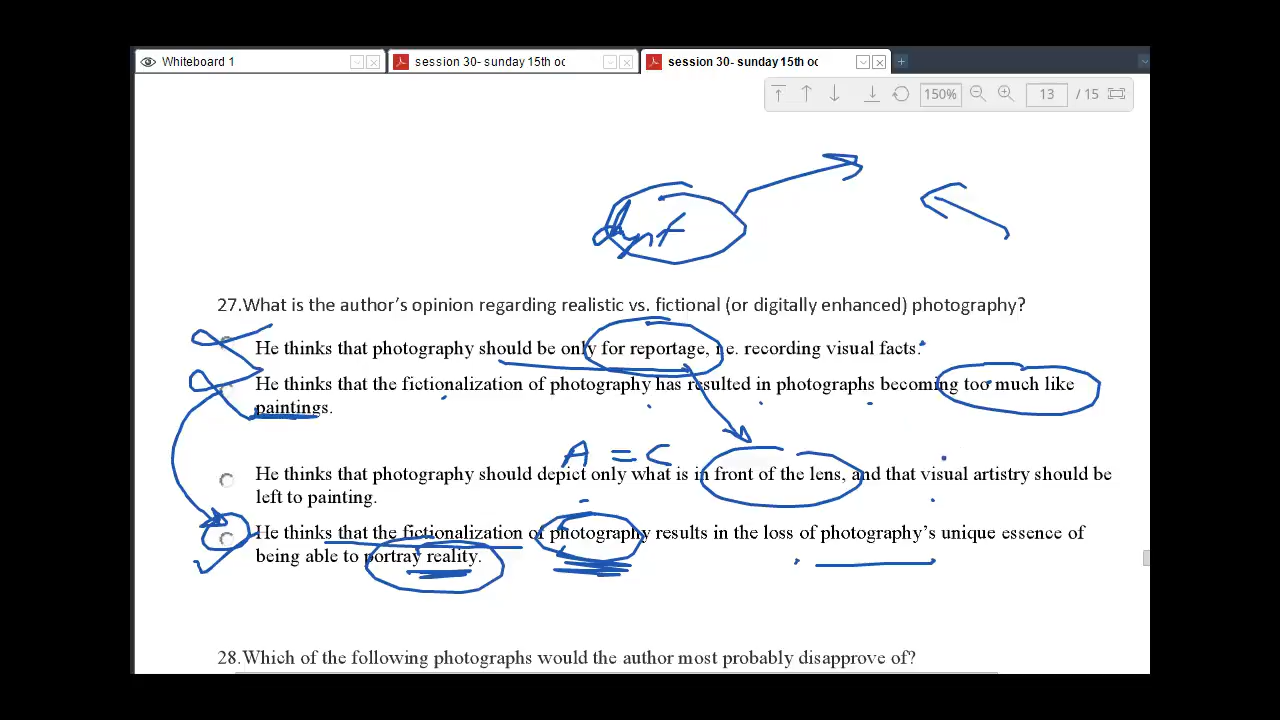 Whiteboard 1
session 30- sunday 15th oc
session 30- sunday 15th oc
150%
13 / 15
27.What is the author's opinion regarding realistic vs. fictional (or digitally enhanced) photography?
He thinks that photography should be only for reportage, i.e. recording visual facts.
He thinks that the fictionalization of photography has resulted in photographs becoming too much like
paintings.
A = C
He thinks that photography should depict only what is in front of the lens, and that visual artistry should be
left to painting.
He thinks that the fictionalization of photography results in the loss of photography's unique essence of
being able to portray reality.
28.Which of the following photographs would the author most probably disapprove of?